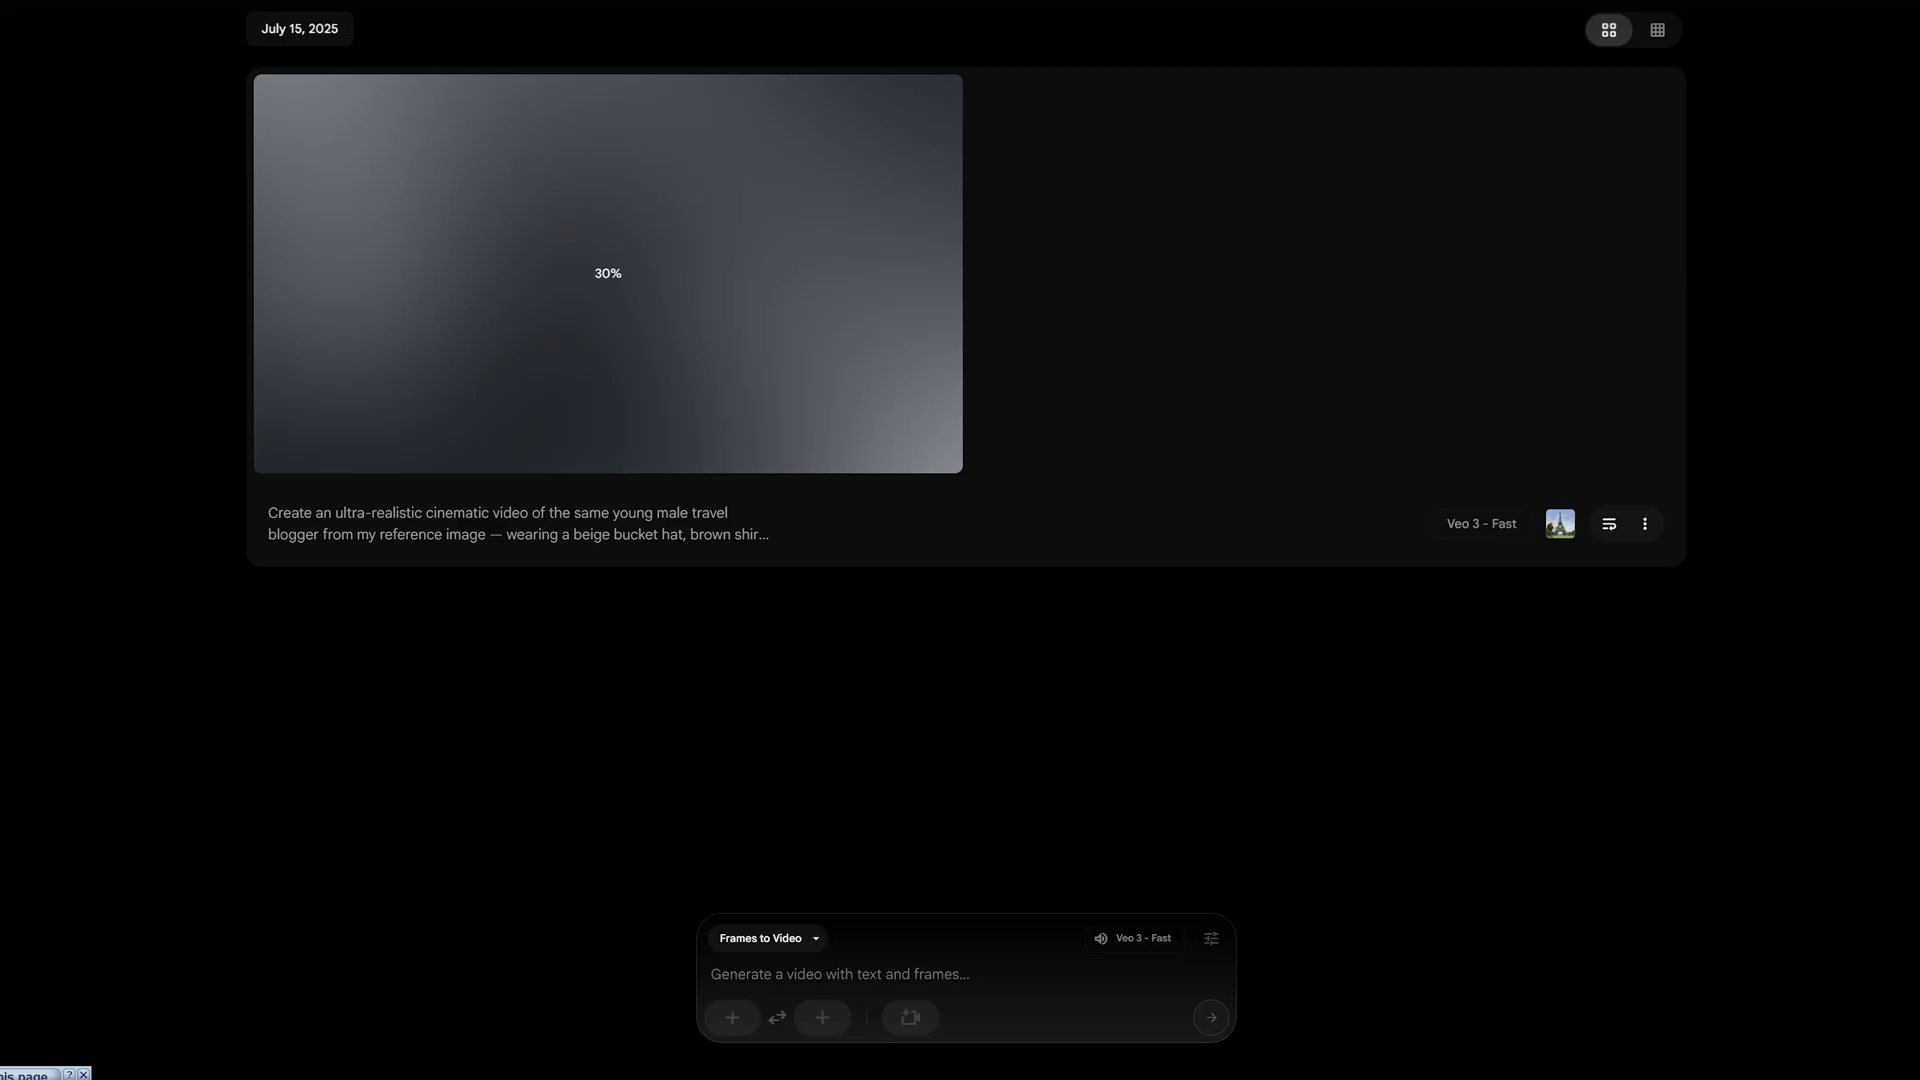 July 15, 2025
30%
Create an ultra-realistic cinematic video of the same young male travel
blogger from my reference image — wearing a beige bucket hat, brown shir...
Veo 3 - Fast
Frames to Video
Veo 3 - Fast
Generate a video with text and frames...
his page
?